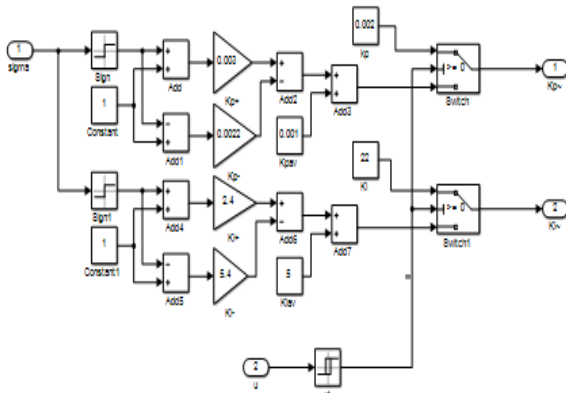 1
sigma
Sign
1
Constant
+
+
Add
−
+
Add1
0.003
Kp+
0.0022
Kp-
+
−
Add2
0.001
Kpav
+
+
Add3
0.002
kp
>= 0
Switch
1
Kp~
Sign1
1
Constant1
+
+
Add4
−
+
Add5
2.4
Ki+
5.4
Ki-
+
−
Add6
5
Kiav
+
+
Add7
22
Ki
>= 0
Switch1
2
Ki~
2
u